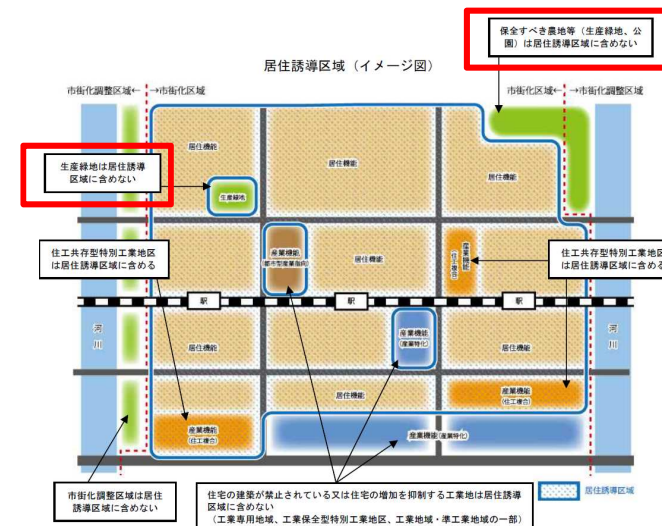 保全すべき農地等（生産緑地、公
園）は居住誘導区域に含めない
居住誘導区域（イメージ図）
市街化調整区域← →市街化区域
市街化区域← →市街化調整区域
居住機能
居住機能
居住機能
生産緑地は居住誘導
区域に含めない
生産緑地
住工共存型特別工業地区
は居住誘導区域に含める
産業機能
(都市型産業指向)
居住機能
産業機能
(住工複合)
住工共存型特別工業地区
は居住誘導区域に含める
駅
駅
駅
河川
河川
居住機能
産業機能
(産業特化)
居住機能
居住機能
産業機能
(住工複合)
産業機能
(住工複合)
産業機能(産業特化)
市街化調整区域は居住
誘導区域に含めない
住宅の建築が禁止されている又は住宅の増加を抑制する工業地は居住誘導
区域に含めない
（工業専用地域、工業保全型特別工業地区、工業地域・準工業地域の一部）
居住誘導区域